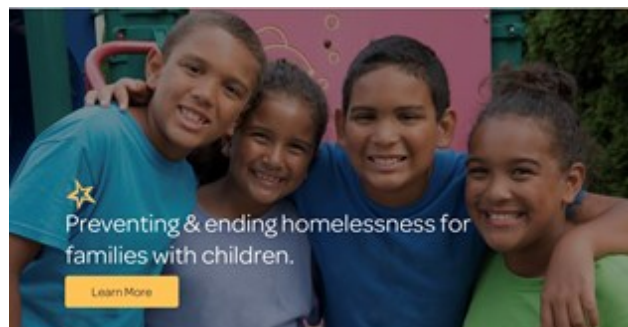 Preventing & ending homelessness for
families with children.
Learn More